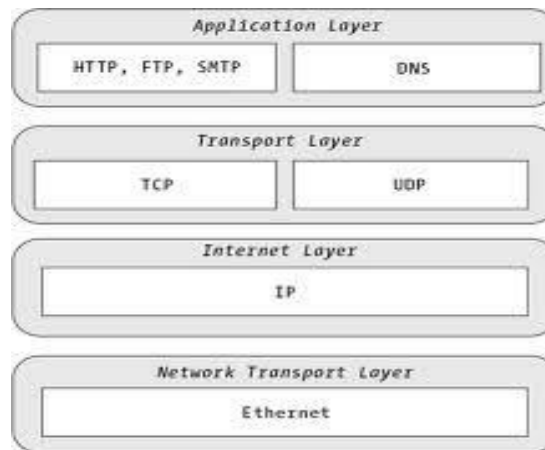 Application Layer
HTTP, FTP, SMTP DNS
Transport Layer
TCP UDP
Internet Layer
IP
Network Transport Layer
Ethernet